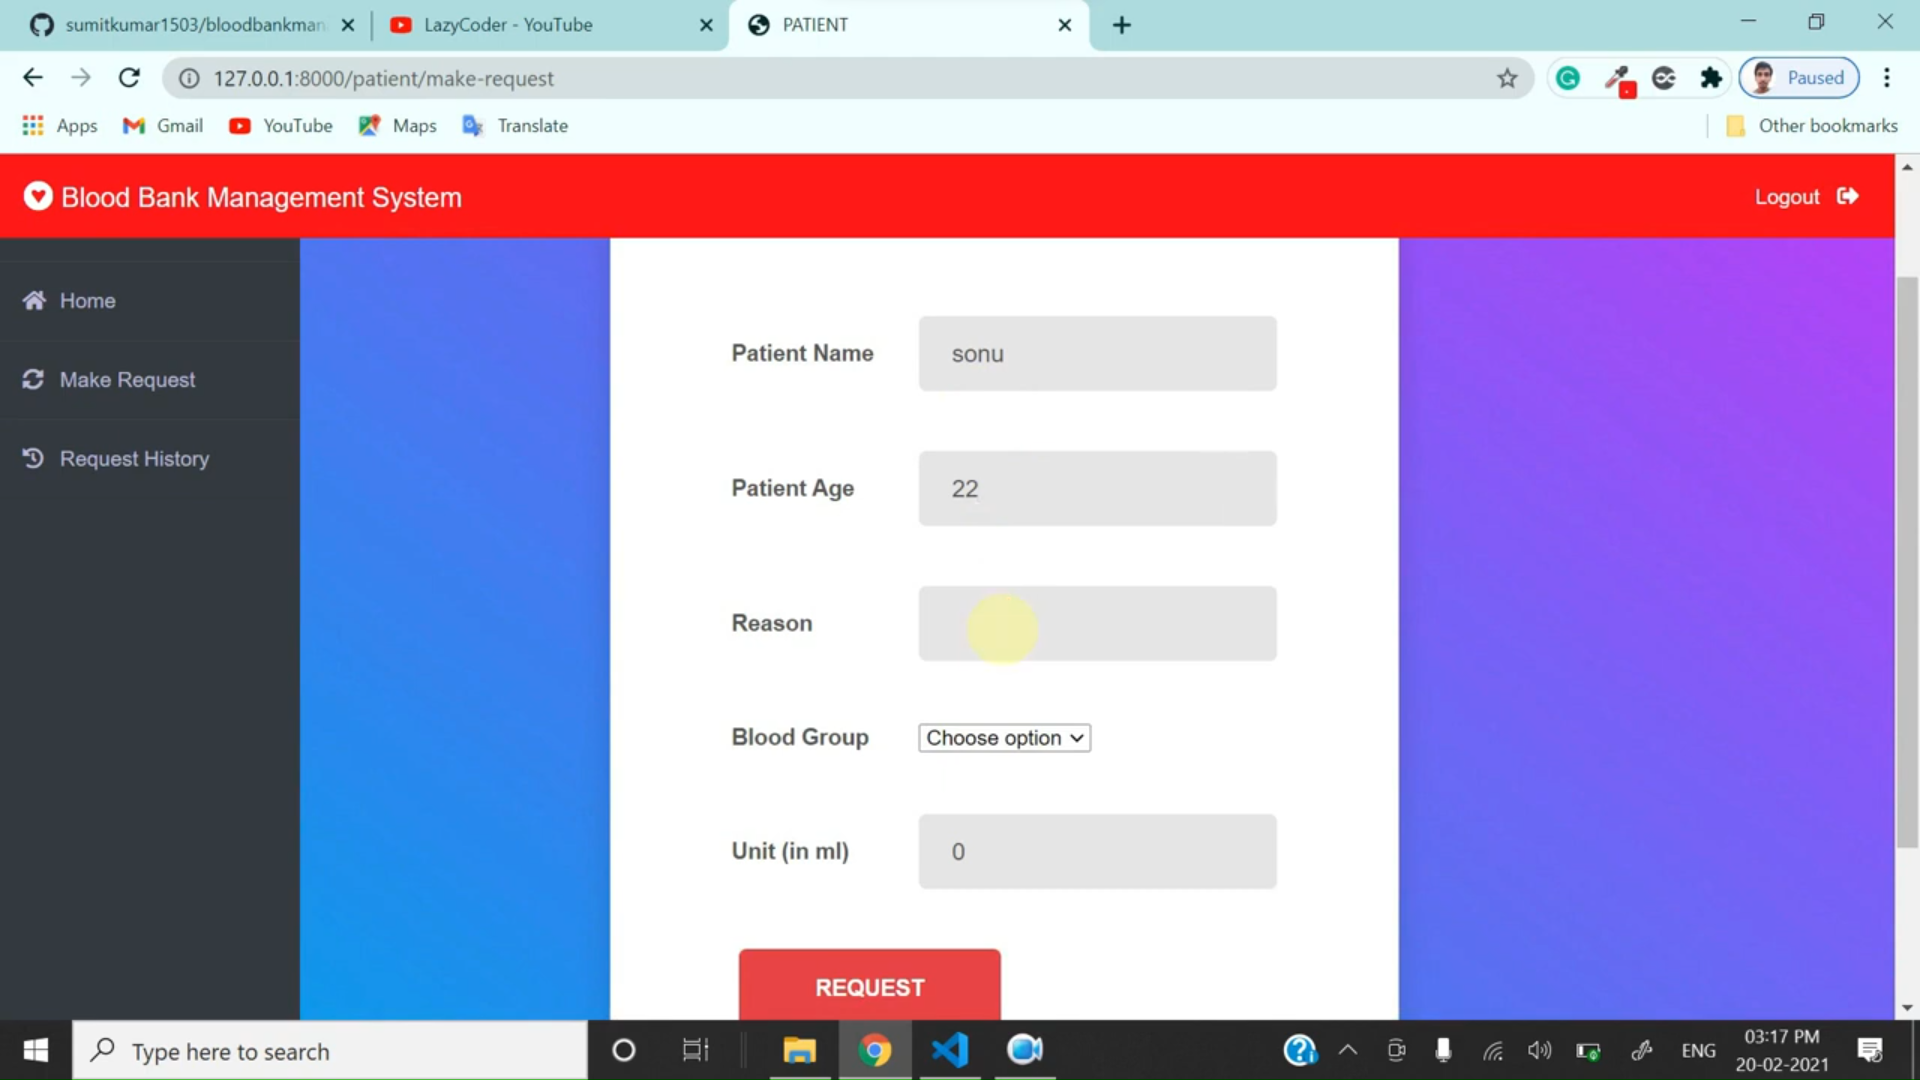 sumitkumar1503/bloodbankman
LazyCoder - YouTube
PATIENT
127.0.0.1:8000/patient/make-request
Paused
Apps
Gmail
YouTube
Maps
Translate
Other bookmarks
Blood Bank Management System
Logout
Home
Make Request
Request History
Patient Name
sonu
Patient Age
22
Reason
Blood Group
Choose option
Unit (in ml)
0
REQUEST
Type here to search
ENG
03:17 PM
20-02-2021